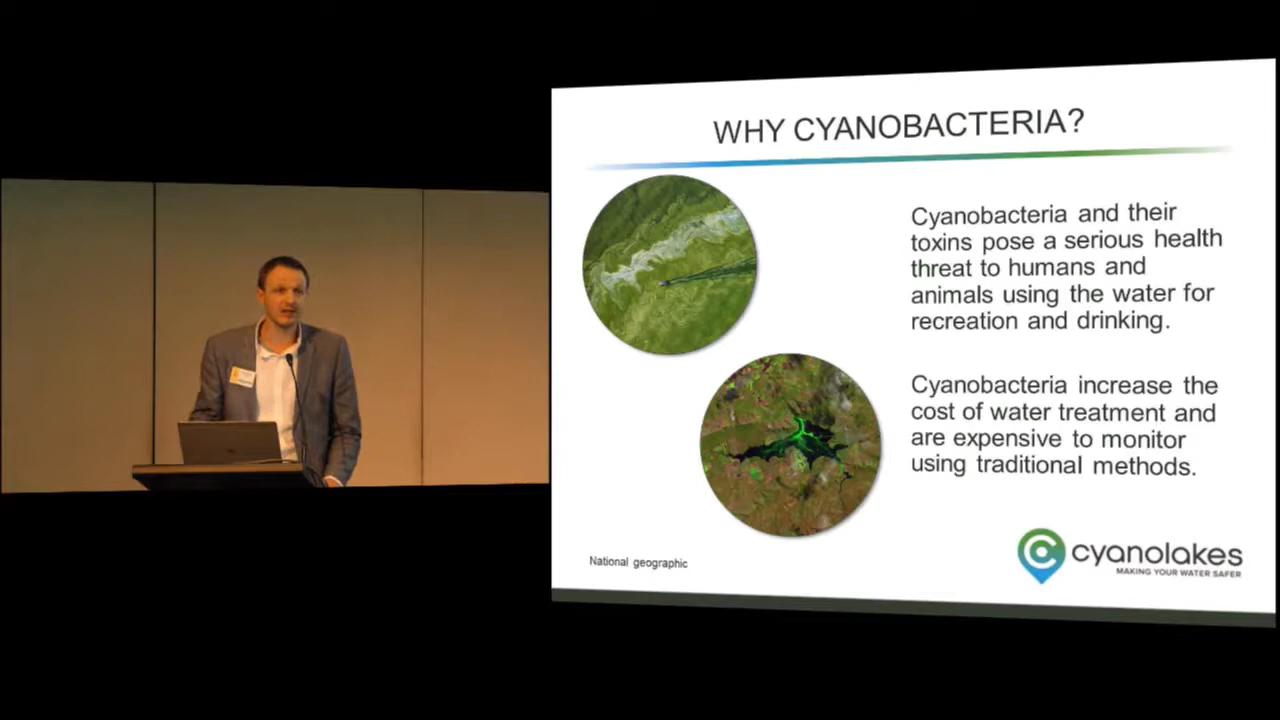 WHY CYANOBACTERIA?
Cyanobacteria and their
toxins pose a serious health
threat to humans and
animals using the water for
recreation and drinking.
Cyanobacteria increase the
cost of water treatment and
are expensive to monitor
using traditional methods.
National geographic
cyanolakes
MAKING YOUR WATER SAFER